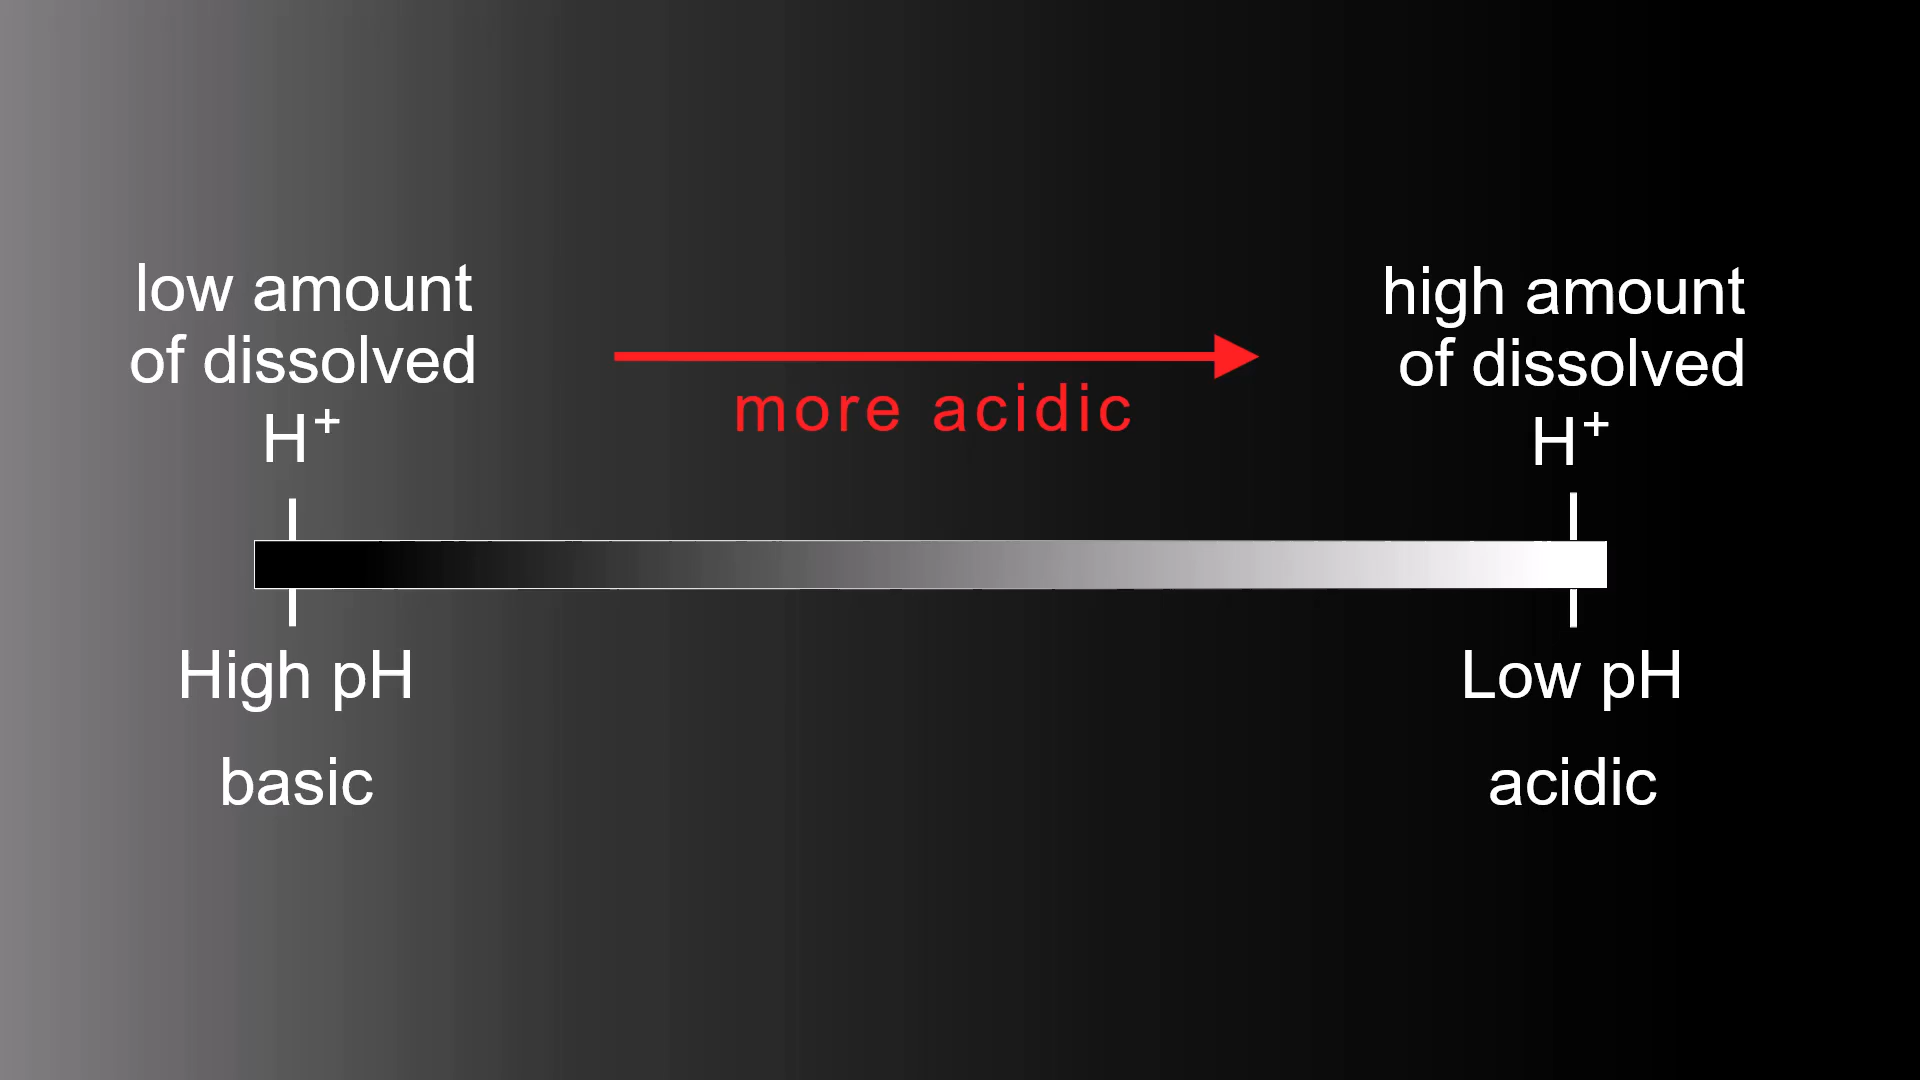 low amount
of dissolved
H⁺
more acidic
high amount
of dissolved
H⁺
High pH
basic
Low pH
acidic